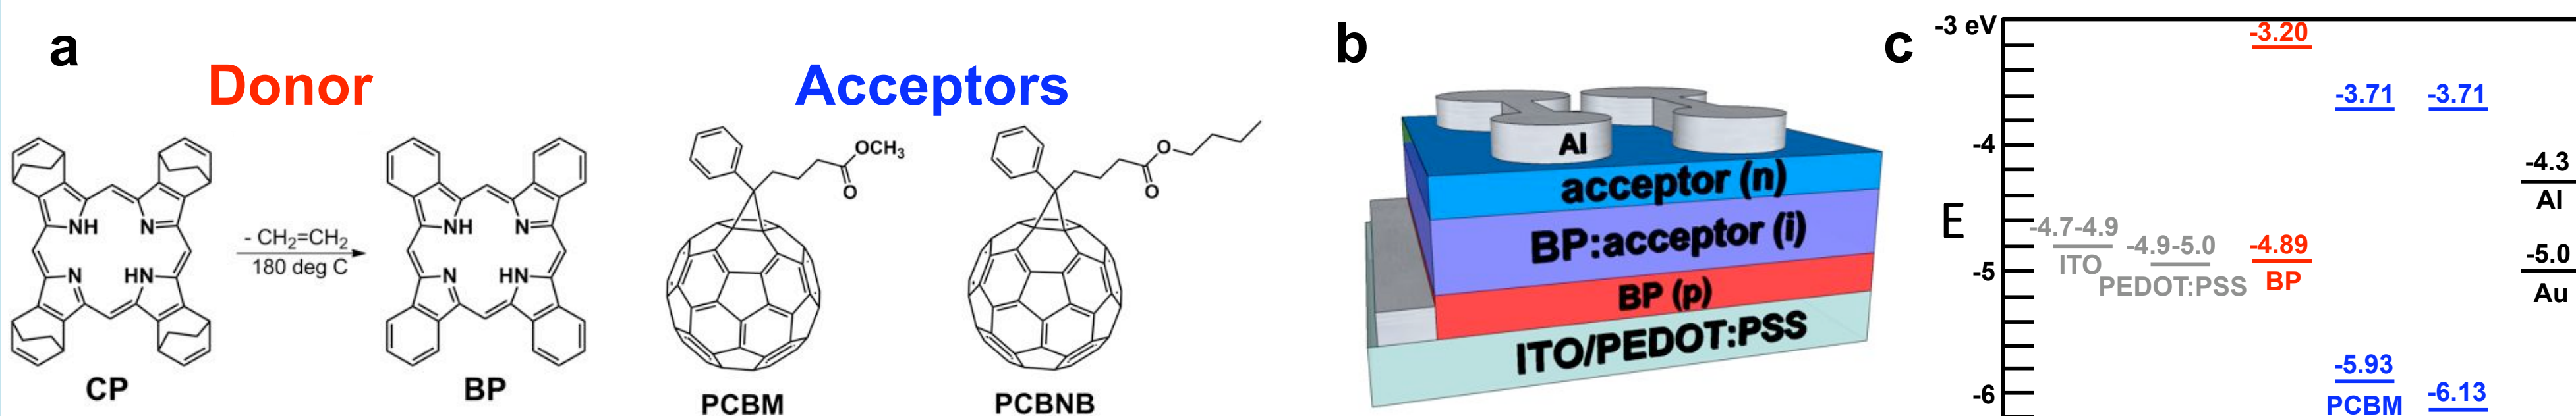 a
Donor
Acceptors
NH
N
N
HN
CP
- CH₂=CH₂
180 deg C
NH
N
N
HN
BP
OCH₃
O
PCBM
O
O
PCBNB
b
Al
acceptor (n)
BP:acceptor (i)
BP (p)
ITO/PEDOT:PSS
c
-3 eV
-4
E
-5
-6
-4.7-4.9
ITO
-4.9-5.0
PEDOT:PSS
-3.20
-4.89
BP
-3.71
-5.93
PCBM
-3.71
-6.13
-4.3
Al
-5.0
Au